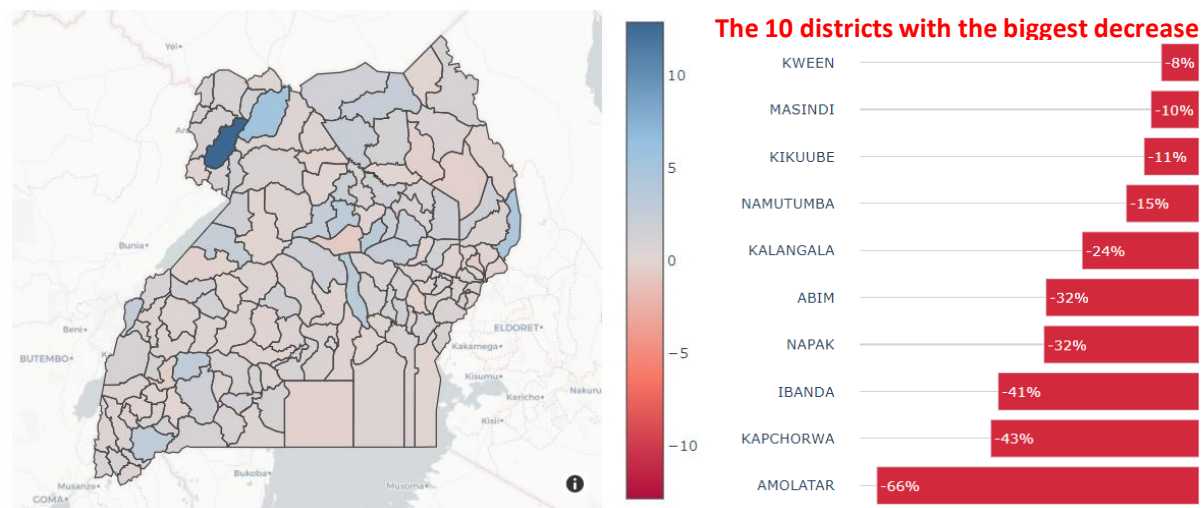 The 10 districts with the biggest decrease
Yei
Bunia
Beni
BUTEMBO
ELDORET
Kakamega
Kisumu
Nakuru
Kericho
Kisii
Bukoba
Musanze
Musoma
GOMA
10
5
0
−5
−10
KWEEN
-8%
MASINDI
-10%
KIKUUBE
-11%
NAMUTUMBA
-15%
KALANGALA
-24%
ABIM
-32%
NAPAK
-32%
IBANDA
-41%
KAPCHORWA
-43%
AMOLATAR
-66%